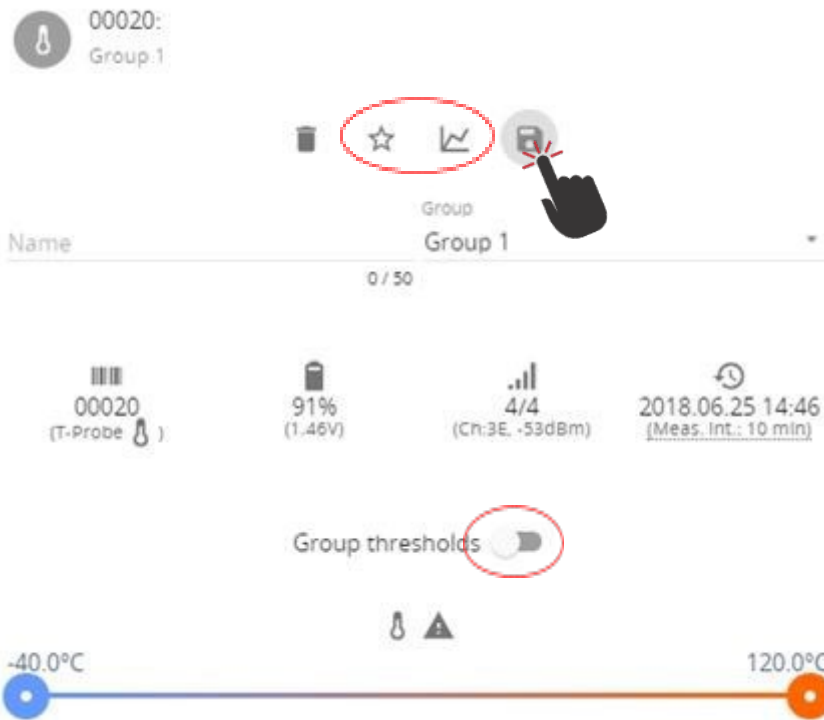 00020:
Group 1
Group
Name
Group 1
0 / 50
00020
91%
4/4
2018.06.25 14:46
(T-Probe )
(1.46V)
(Ch:3E, -53dBm)
(Meas. Int.: 10 min)
Group thresholds
-40.0°C
120.0°C